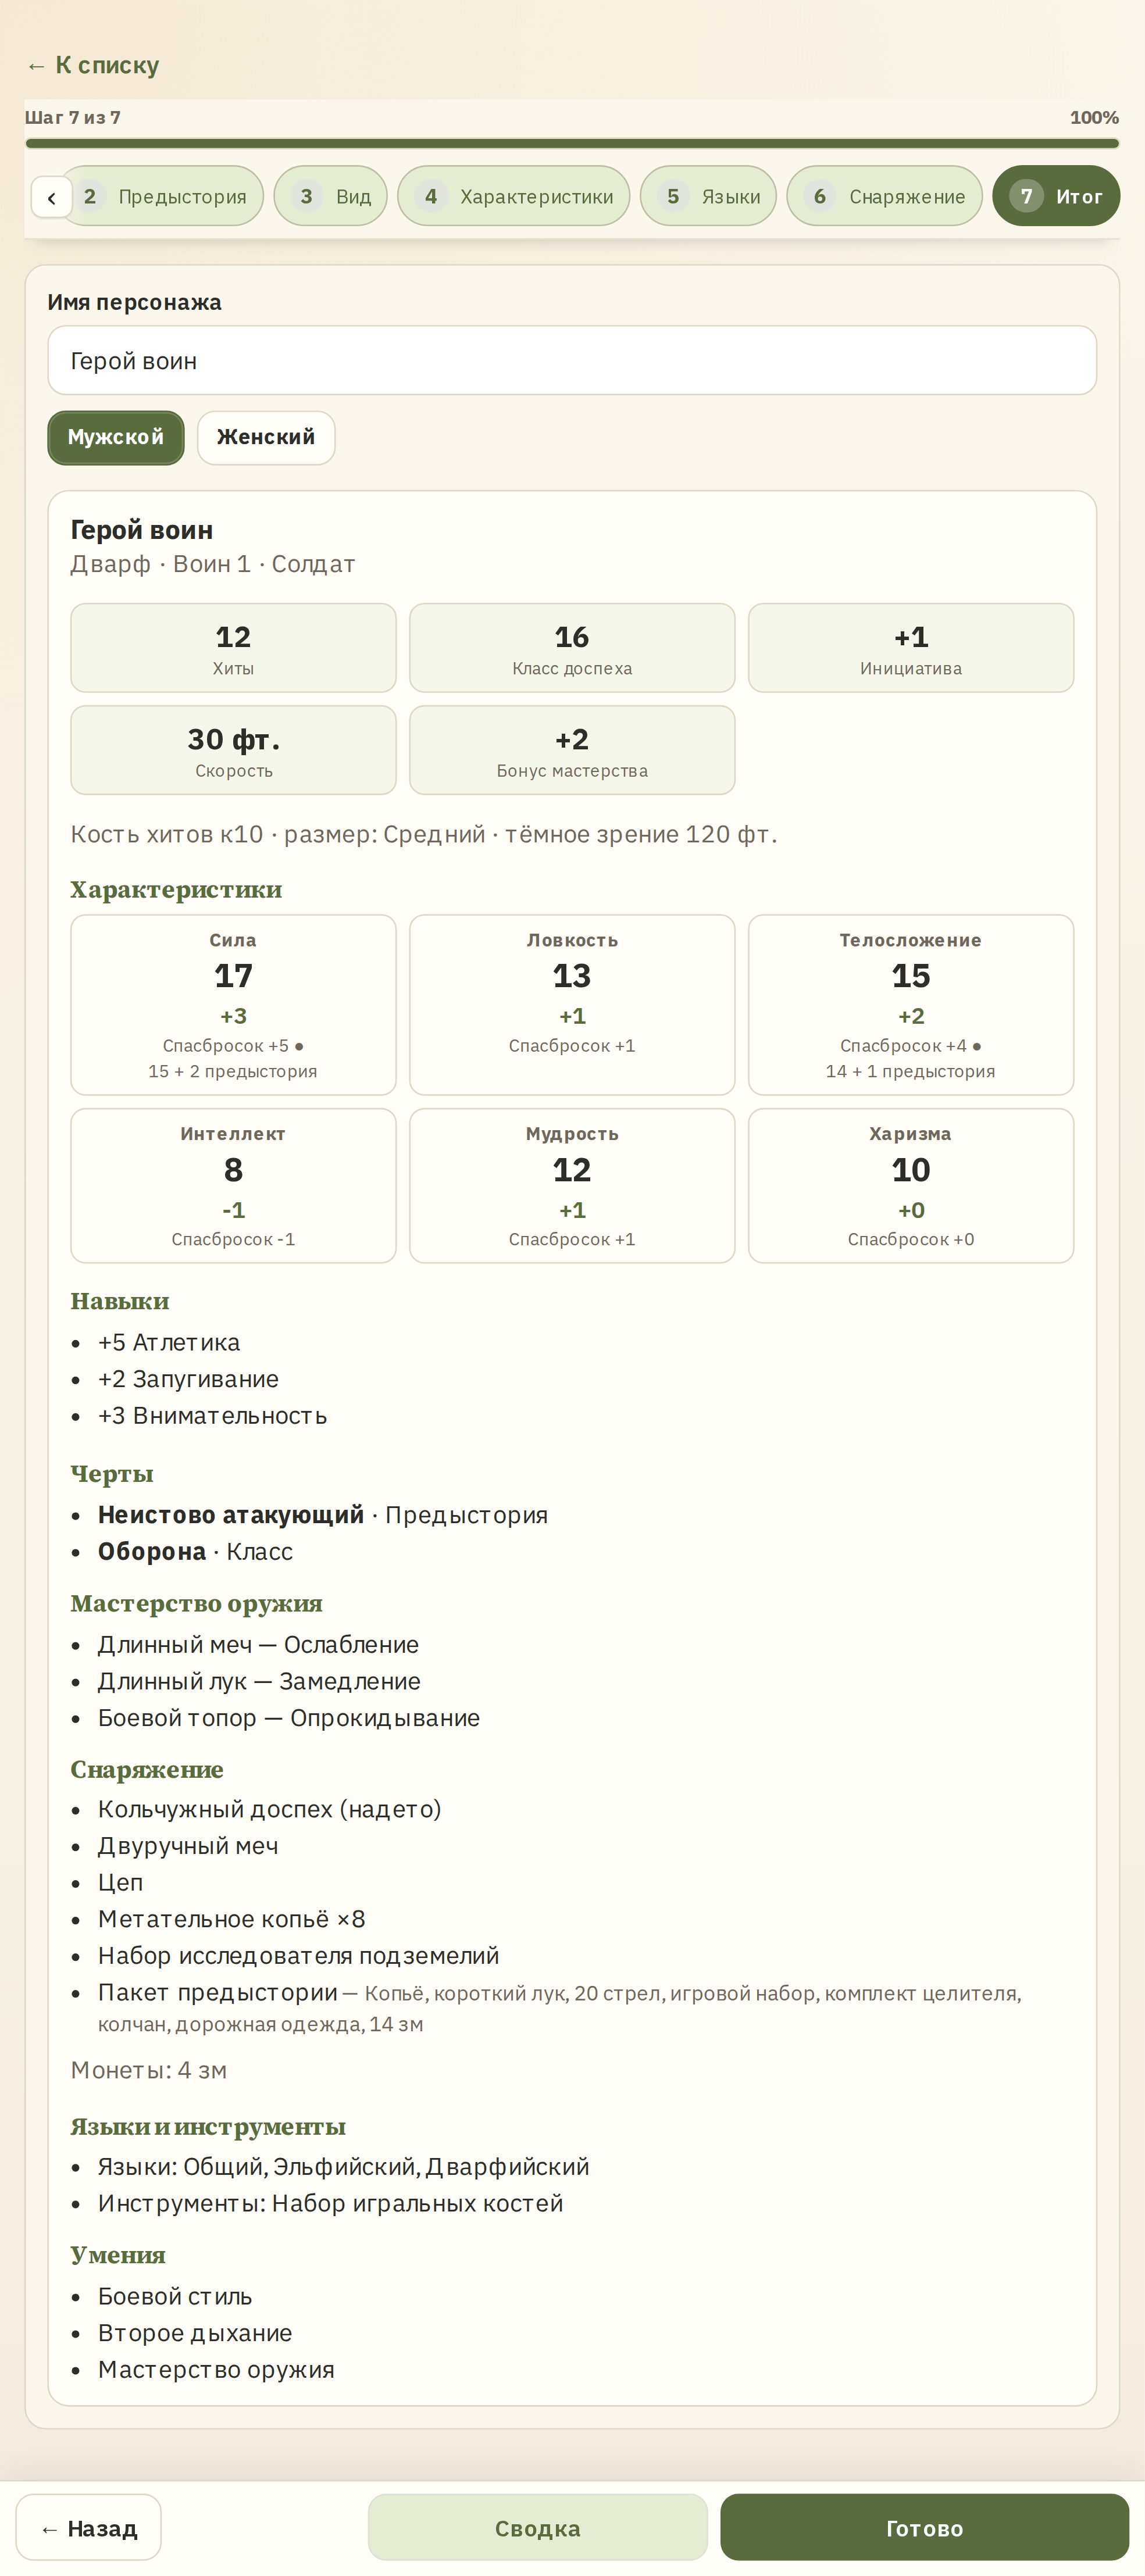 ← К списку
Шаг 7 из 7
100%
‹
2 Предыстория
3 Вид
4 Характеристики
5 Языки
6 Снаряжение
7 Итог
Имя персонажа
Герой воин
Мужской
Женский
Герой воин
Дварф · Воин 1 · Солдат
12
Хиты
16
Класс доспеха
+1
Инициатива
30 фт.
Скорость
+2
Бонус мастерства
Кость хитов к10 · размер: Средний · тёмное зрение 120 фт.
Характеристики
Сила
17
+3
Спасбросок +5 ●
15 + 2 предыстория
Ловкость
13
+1
Спасбросок +1
Телосложение
15
+2
Спасбросок +4 ●
14 + 1 предыстория
Интеллект
8
-1
Спасбросок -1
Мудрость
12
+1
Спасбросок +1
Харизма
10
+0
Спасбросок +0
Навыки
• +5 Атлетика
• +2 Запугивание
• +3 Внимательность
Черты
• Неистово атакующий · Предыстория
• Оборона · Класс
Мастерство оружия
• Длинный меч — Ослабление
• Длинный лук — Замедление
• Боевой топор — Опрокидывание
Снаряжение
• Кольчужный доспех (надето)
• Двуручный меч
• Цеп
• Метательное копьё ×8
• Набор исследователя подземелий
• Пакет предыстории — Копьё, короткий лук, 20 стрел, игровой набор, комплект целителя,
колчан, дорожная одежда, 14 зм
Монеты: 4 зм
Языки и инструменты
• Языки: Общий, Эльфийский, Дварфийский
• Инструменты: Набор игральных костей
Умения
• Боевой стиль
• Второе дыхание
• Мастерство оружия
← Назад
Сводка
Готово